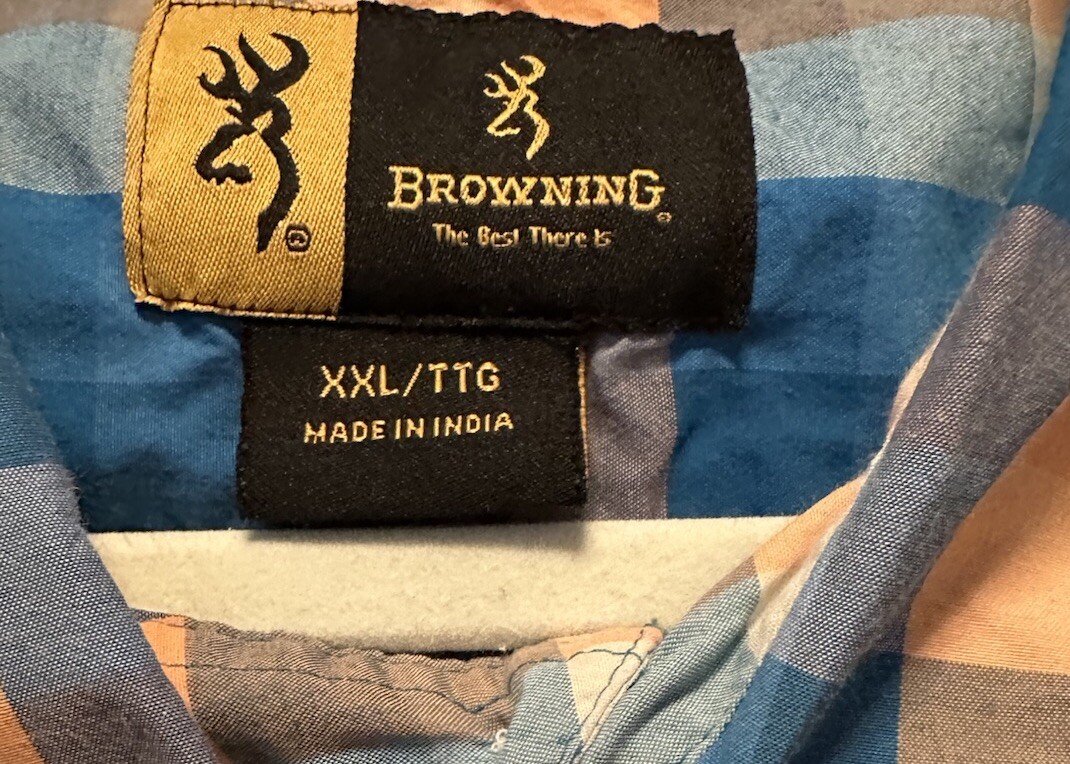 ®
BROWNING®
The Best There Is
XXL/TTG
MADE IN INDIA